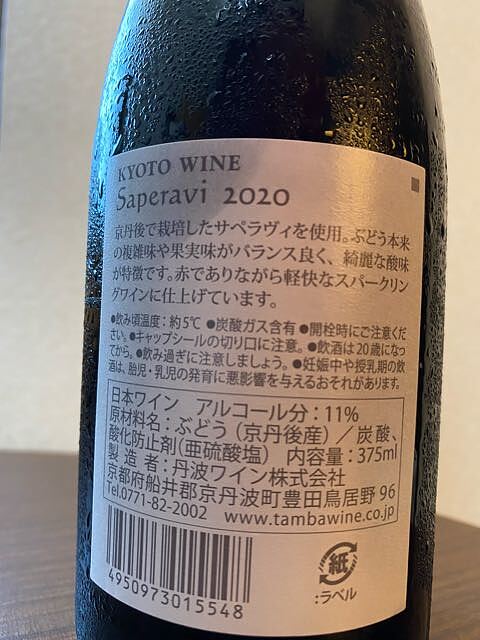 KYOTO WINE
Saperavi 2020
京丹後で栽培したサペラヴィを使用。ぶどう本来
の複雑味や果実味がバランス良く、綺麗な酸味
が特徴です。赤でありながら軽快なスパークリン
グワインに仕上げています。
●飲み頃温度：約5℃ ●炭酸ガス含有 ●開栓時にご注意くだ
さい。●キャップシールの切り口に注意。●飲酒は20歳になっ
てから。●飲み過ぎに注意しましょう。●妊娠中や授乳期の飲
酒は、胎児・乳児の発育に悪影響を与えるおそれがあります。
日本ワイン アルコール分：11%
原材料名：ぶどう（京丹後産）／炭酸、
酸化防止剤（亜硫酸塩） 内容量：375ml
製造者：丹波ワイン株式会社
京都府船井郡京丹波町豊田鳥居野96
Tel.0771-82-2002 www.tambawine.co.jp
4950973015548
紙
:ラベル